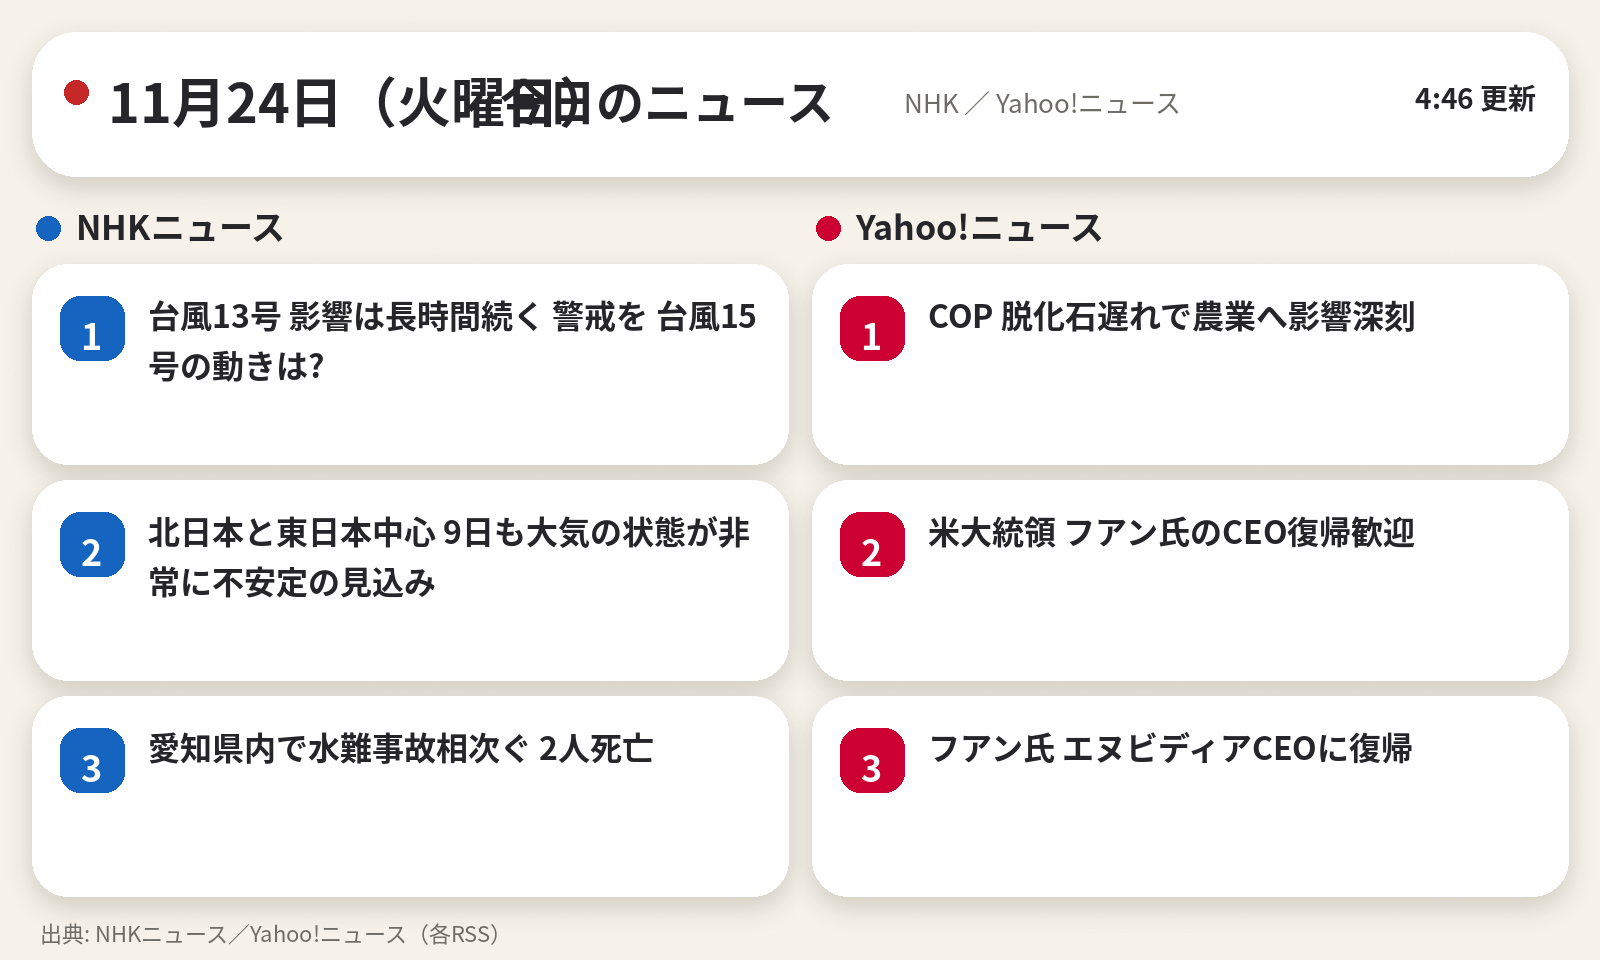 11月24日（火曜日）今日のニュース
NHK ／ Yahoo!ニュース
4:46 更新
NHKニュース
1
台風13号 影響は長時間続く 警戒を 台風15
号の動きは?
2
北日本と東日本中心 9日も大気の状態が非
常に不安定の見込み
3
愛知県内で水難事故相次ぐ 2人死亡
Yahoo!ニュース
1
COP 脱化石遅れで農業へ影響深刻
2
米大統領 フアン氏のCEO復帰歓迎
3
フアン氏 エヌビディアCEOに復帰
出典: NHKニュース／Yahoo!ニュース（各RSS）